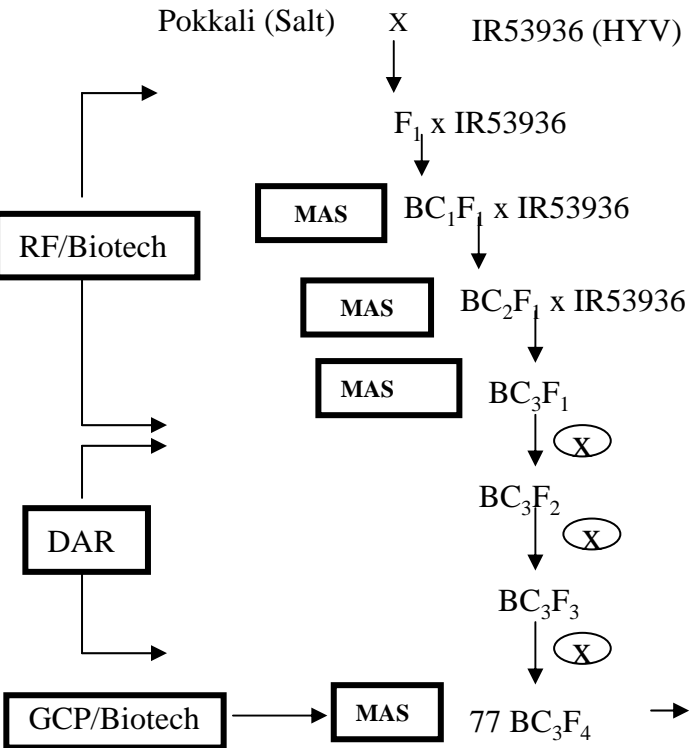 Pokkali (Salt) X IR53936 (HYV)
F₁ x IR53936
MAS BC₁F₁ x IR53936
RF/Biotech
MAS BC₂F₁ x IR53936
MAS BC₃F₁
X
BC₃F₂
DAR X
BC₃F₃
X
GCP/Biotech MAS 77 BC₃F₄